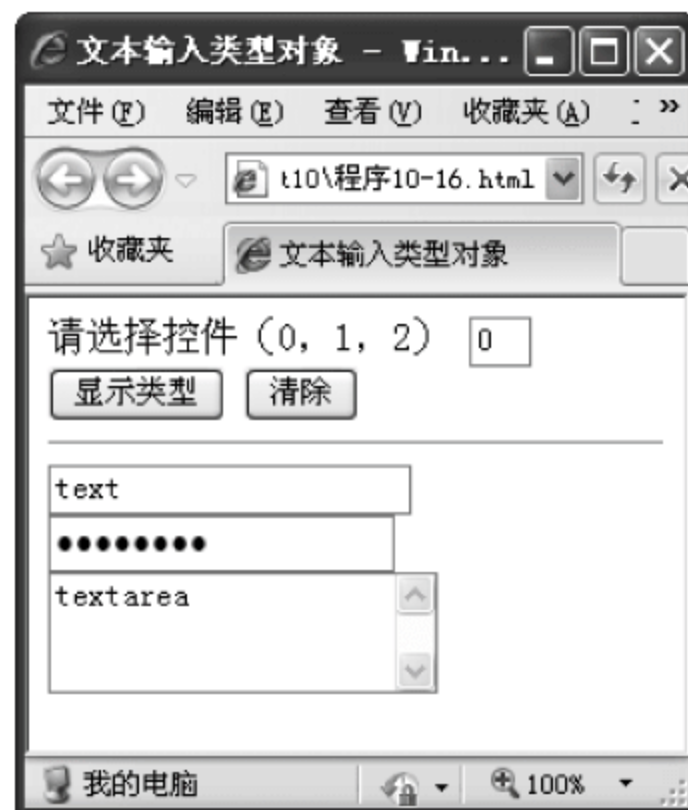 文本输入类型对象 - Win...
文件(F) 编辑(E) 查看(V) 收藏夹(A)
t10\程序10-16.html
收藏夹 文本输入类型对象
请选择控件（0，1，2） 0
显示类型 清除
text
●●●●●●●●
textarea
我的电脑 100%